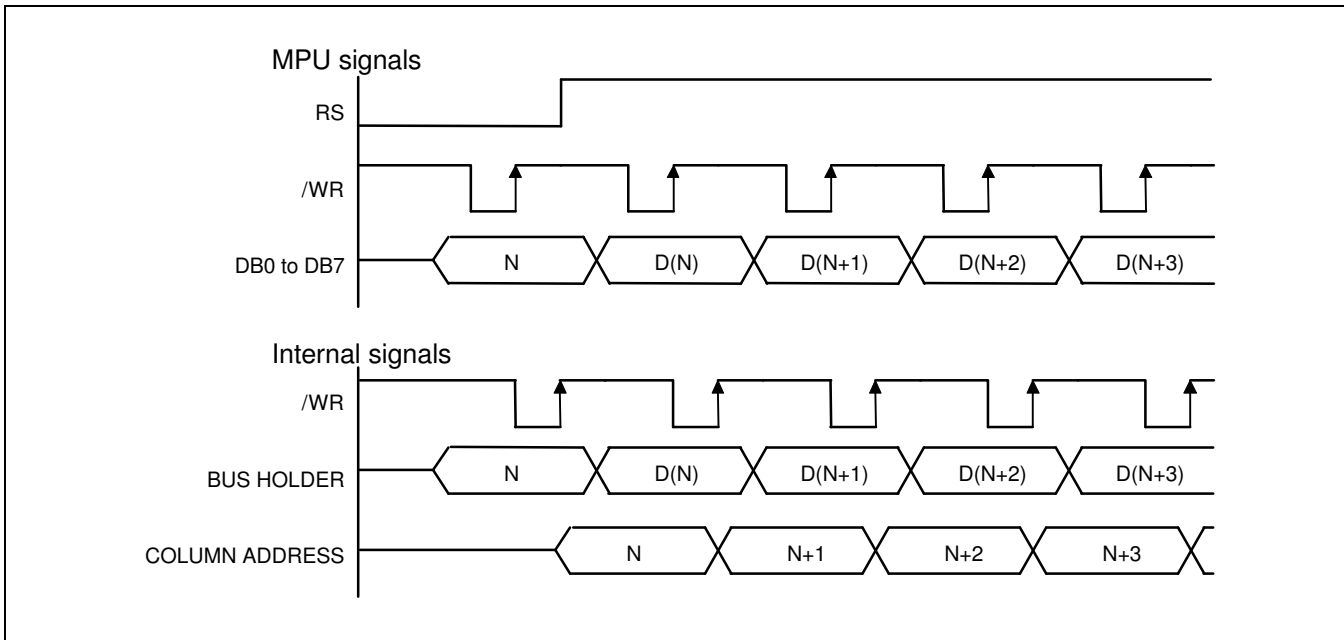 MPU signals
RS
/WR
DB0 to DB7 N D(N) D(N+1) D(N+2) D(N+3)
Internal signals
/WR
BUS HOLDER N D(N) D(N+1) D(N+2) D(N+3)
COLUMN ADDRESS N N+1 N+2 N+3